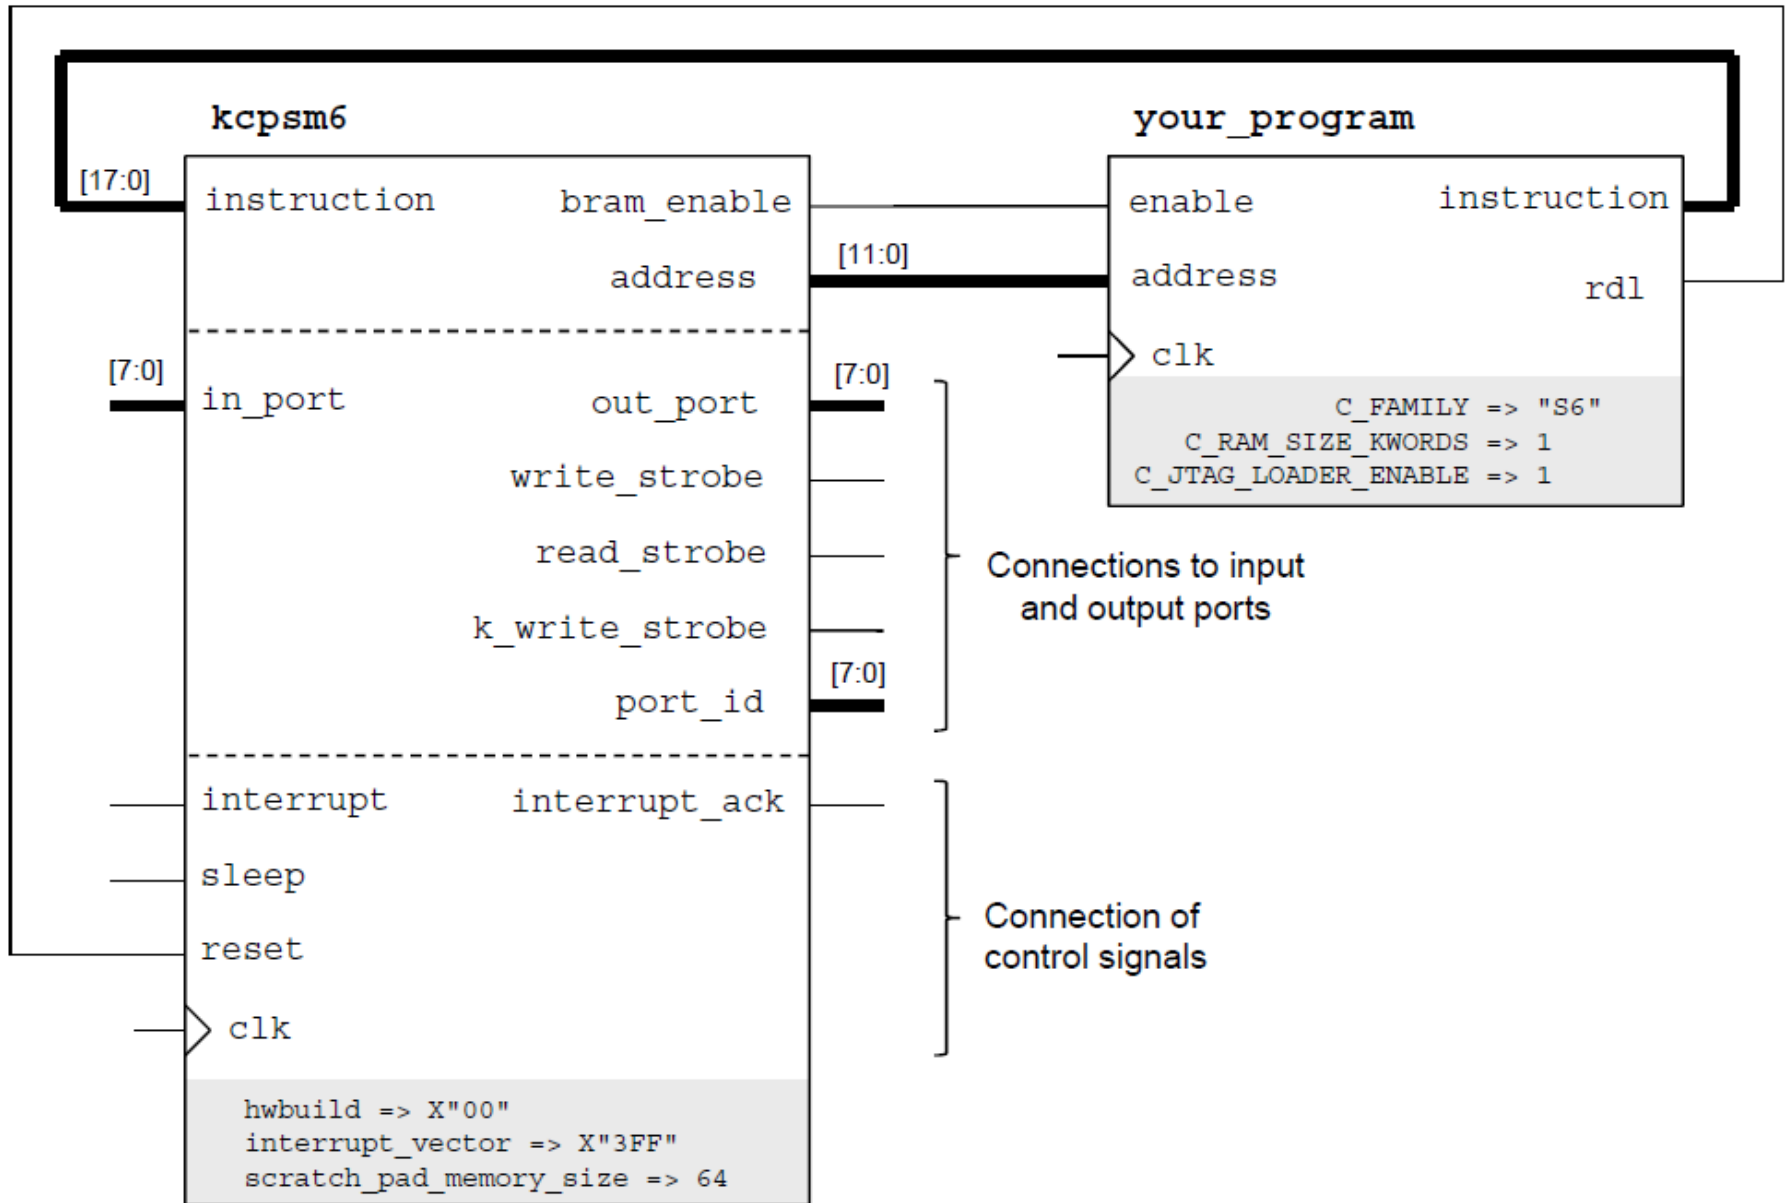 kcpsm6
your_program
[17:0]
instruction
bram_enable
enable
instruction
address
[11:0]
address
rdl
clk
[7:0]
in_port
out_port
[7:0]
C_FAMILY => "S6"
C_RAM_SIZE_KWORDS => 1
C_JTAG_LOADER_ENABLE => 1
write_strobe
read_strobe
k_write_strobe
[7:0]
port_id
Connections to input
and output ports
interrupt
interrupt_ack
sleep
reset
clk
Connection of
control signals
hwbuild => X"00"
interrupt_vector => X"3FF"
scratch_pad_memory_size => 64